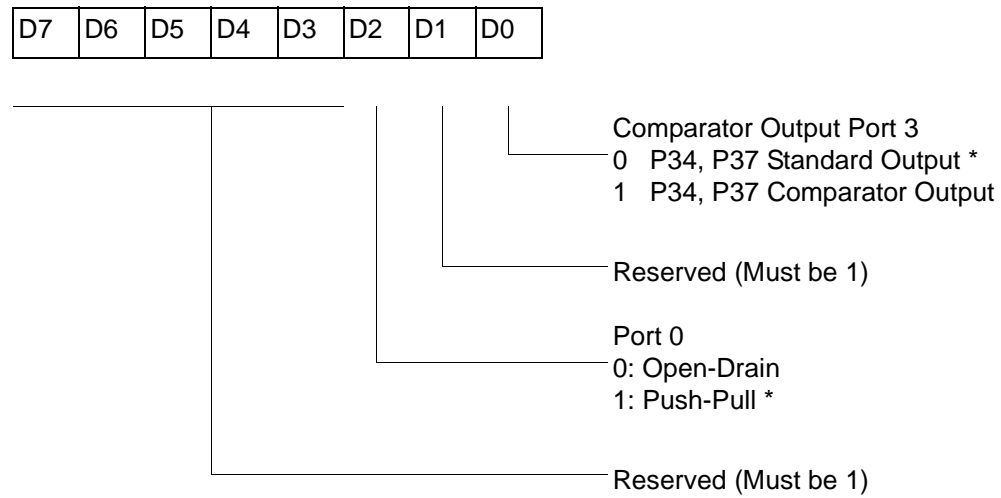 D7 D6 D5 D4 D3 D2 D1 D0
Comparator Output Port 3
0 P34, P37 Standard Output *
1 P34, P37 Comparator Output
Reserved (Must be 1)
Port 0
0: Open-Drain
1: Push-Pull *
Reserved (Must be 1)